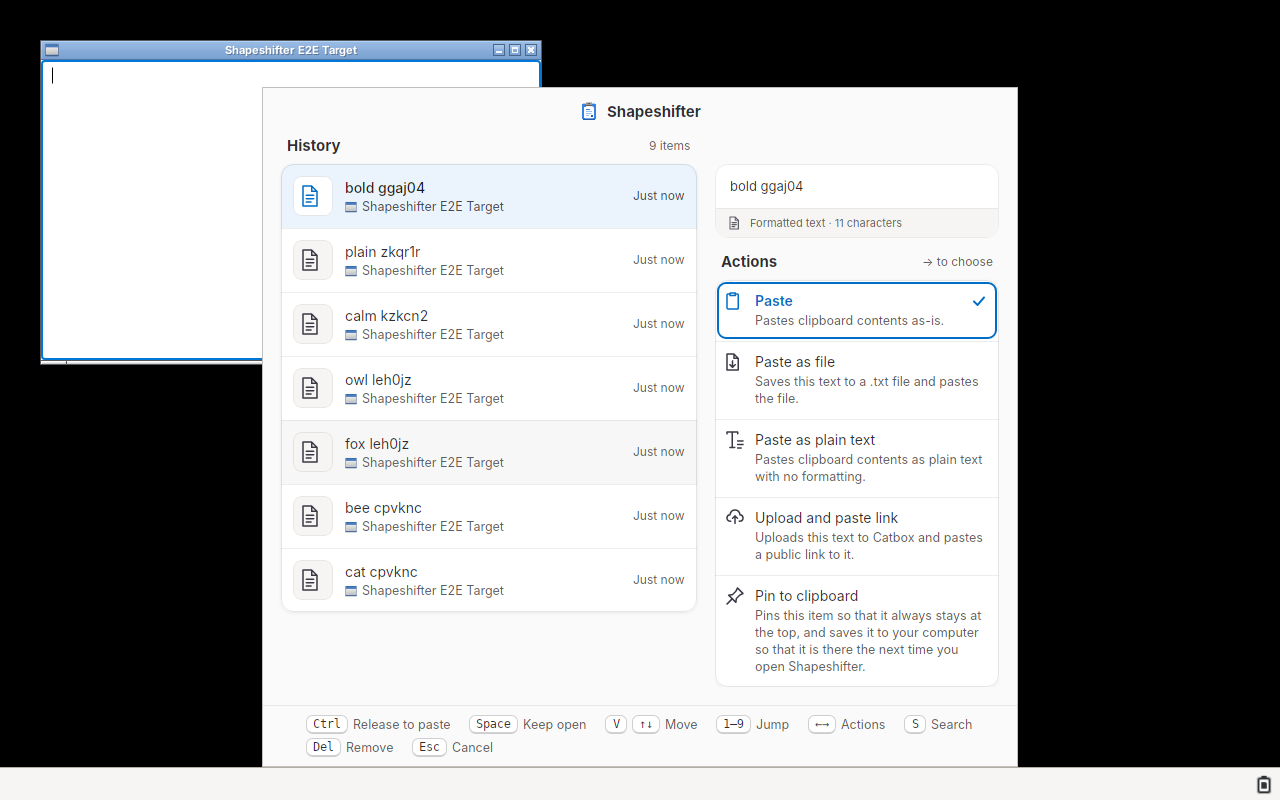 Shapeshifter E2E Target
Shapeshifter
History
9 items
bold ggaj04
Shapeshifter E2E Target
Just now
plain zkqr1r
Shapeshifter E2E Target
Just now
calm kzkcn2
Shapeshifter E2E Target
Just now
owl leh0jz
Shapeshifter E2E Target
Just now
fox leh0jz
Shapeshifter E2E Target
Just now
bee cpvknc
Shapeshifter E2E Target
Just now
cat cpvknc
Shapeshifter E2E Target
Just now
bold ggaj04
Formatted text · 11 characters
Actions
→ to choose
Paste
Pastes clipboard contents as-is.
Paste as file
Saves this text to a .txt file and pastes
the file.
Paste as plain text
Pastes clipboard contents as plain text
with no formatting.
Upload and paste link
Uploads this text to Catbox and pastes
a public link to it.
Pin to clipboard
Pins this item so that it always stays at
the top, and saves it to your computer
so that it is there the next time you
open Shapeshifter.
Ctrl Release to paste Space Keep open V ↑↓ Move 1–9 Jump ←→ Actions S Search
Del Remove Esc Cancel